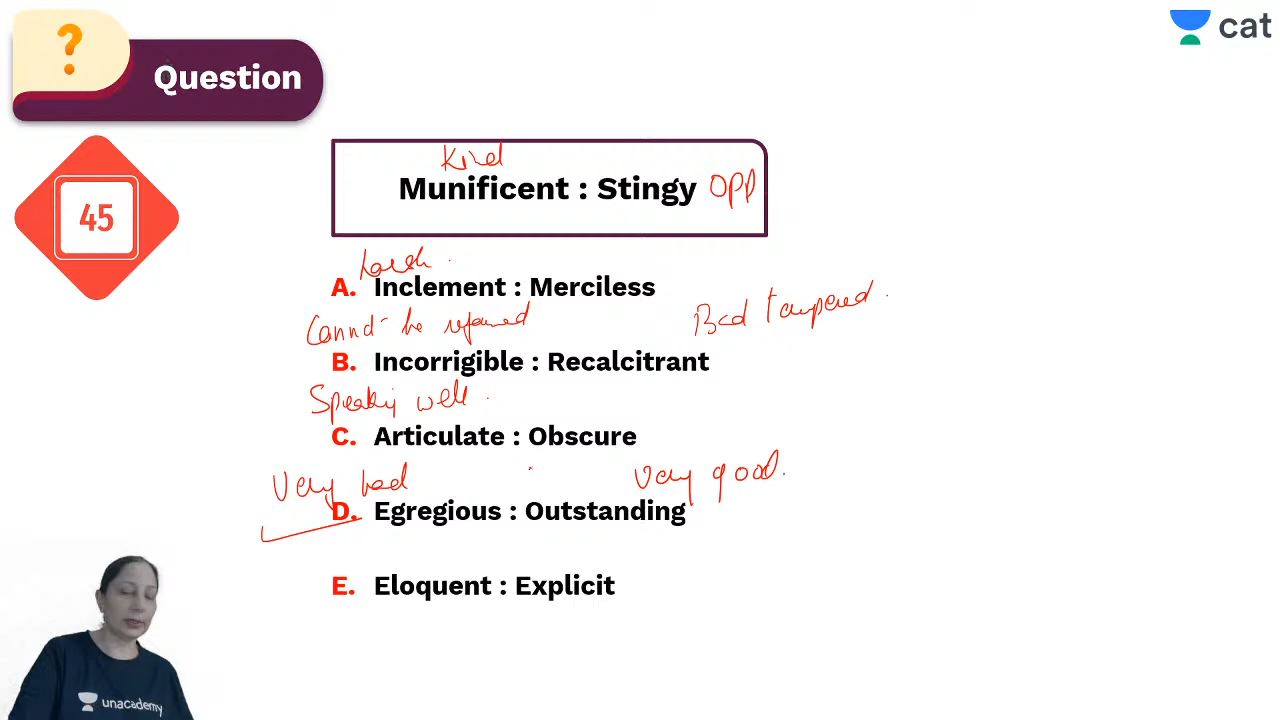 ?
Question
cat
45
Kind
Munificent : Stingy OPP
harsh
A. Inclement : Merciless
Cannot be reformed
Bad tempered
B. Incorrigible : Recalcitrant
Speaking well
C. Articulate : Obscure
Very bad
Very good.
D. Egregious : Outstanding
E. Eloquent : Explicit
unacademy